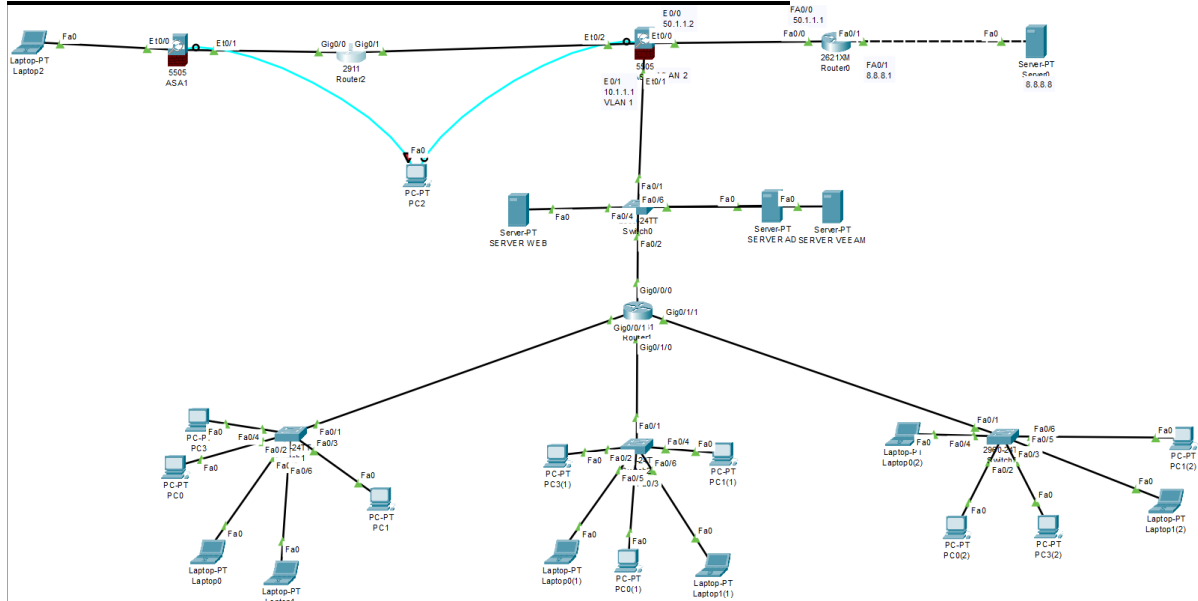 Fa0
Laptop-PT
Laptop2
Et0/0
Et0/1
5505
ASA1
Gig0/0
Gig0/1
2911
Router2
Et0/2
E0/0
50.1.1.2
Et0/0
VLAN 2
E0/1
10.1.1.1
VLAN 1
Et0/1
FA0/0
50.1.1.1
Fa0/0
Fa0/1
2621XM
Router0
FA0/1
8.8.8.1
Fa0
Server-PT
Server0
8.8.8.8
Fa0
PC-PT
PC2
Fa0/1
Fa0/6
Fa0/4
-24TT
Switch0
Fa0/2
Fa0
Server-PT
SERVER WEB
Fa0
Fa0
Server-PT
SERVER AD
Server-PT
SERVER VEEAM
Gig0/0/0
Gig0/0/1
Gig0/1/1
Router1
Gig0/1/0
Fa0
PC3
Fa0/4
Fa0/1
Fa0/3
Fa0/2
Fa0/6
Fa0
PC-PT
PC0
Fa0
PC-PT
PC1
Fa0
Laptop-PT
Laptop0
Fa0
Laptop-PT
Fa0/1
Fa0/4
Fa0/2
Fa0/6
Fa0/5
Fa0
PC-PT
PC3(1)
Fa0
PC-PT
PC1(1)
Fa0
Laptop-PT
Laptop0(1)
Fa0
PC-PT
PC0(1)
Fa0
Laptop-PT
Laptop1(1)
Fa0/1
Fa0/6
Fa0/5
Fa0/4
Fa0/3
Fa0/2
Fa0
Laptop0(2)
Fa0
PC-PT
PC1(2)
Fa0
PC-PT
PC0(2)
Fa0
PC-PT
PC3(2)
Fa0
Laptop-PT
Laptop1(2)